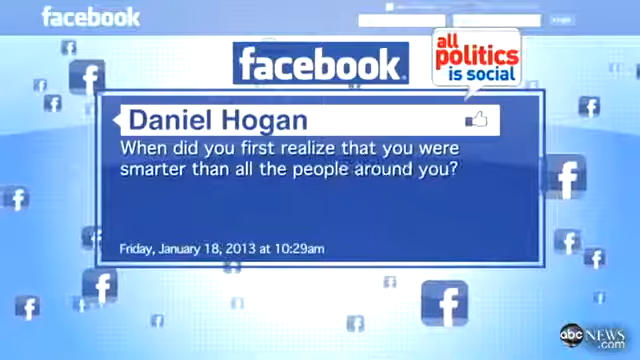 facebook
facebook
all
politics
is social
Daniel Hogan
When did you first realize that you were
smarter than all the people around you?
Friday, January 18, 2013 at 10:29am
abc NEWS
.com